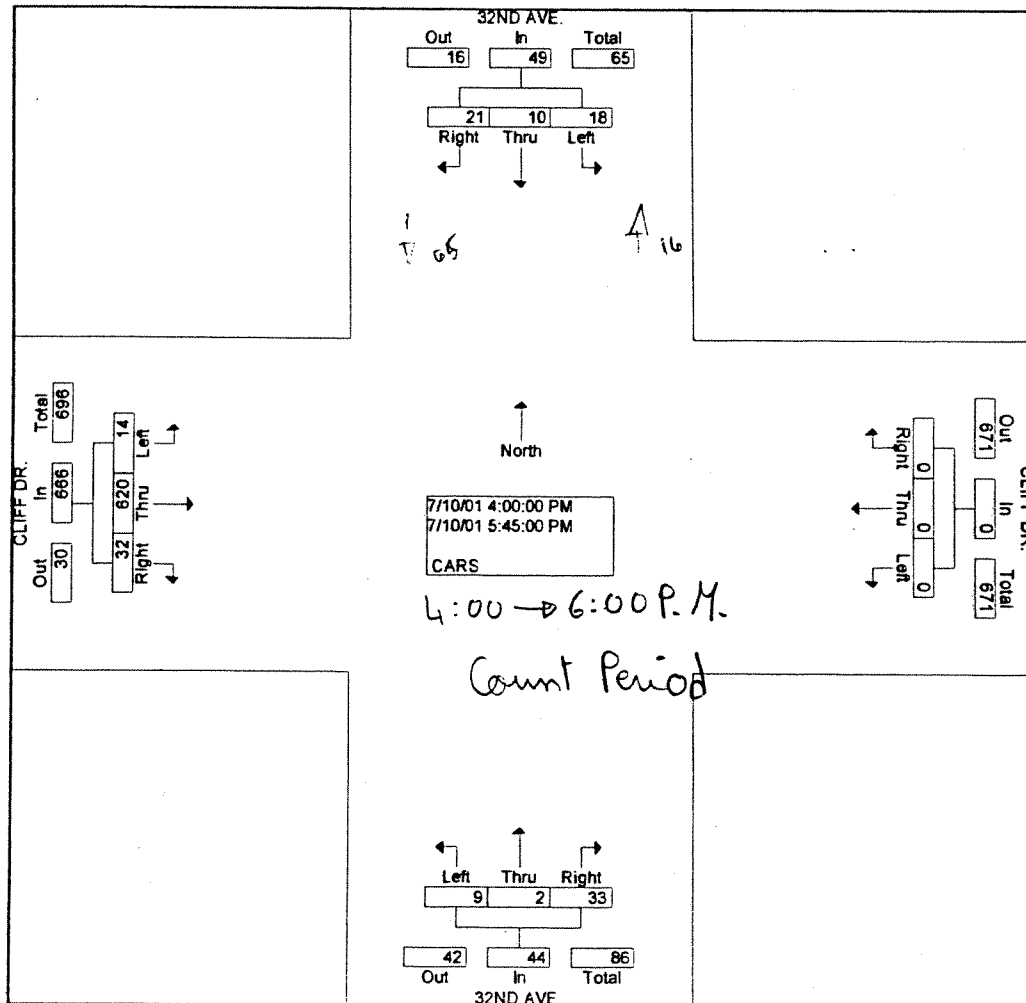 32ND AVE.
Out In Total
16 49 65
21 10 18
Right Thru Left
65 16
Total In Out
696 666 30
14 620 32
Left Thru Right
CLIFF DR.
North
7/10/01 4:00:00 PM
7/10/01 5:45:00 PM
CARS
4:00 → 6:00 P.M.
Count Period
Out In Total
671 0 671
0 0 0
Right Thru Left
CLIFF DR.
Left Thru Right
9 2 33
42 44 86
Out In Total
32ND AVE